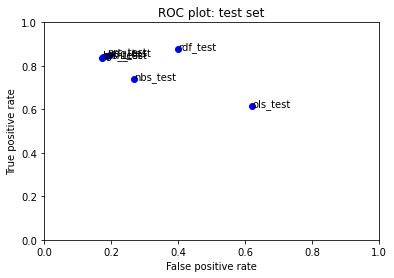 ROC plot: test set
rdf_test
nbs_test
ols_test
True positive rate
1.0
0.8
0.6
0.4
0.2
0.0
0.0
0.2
0.4
0.6
0.8
1.0
False positive rate